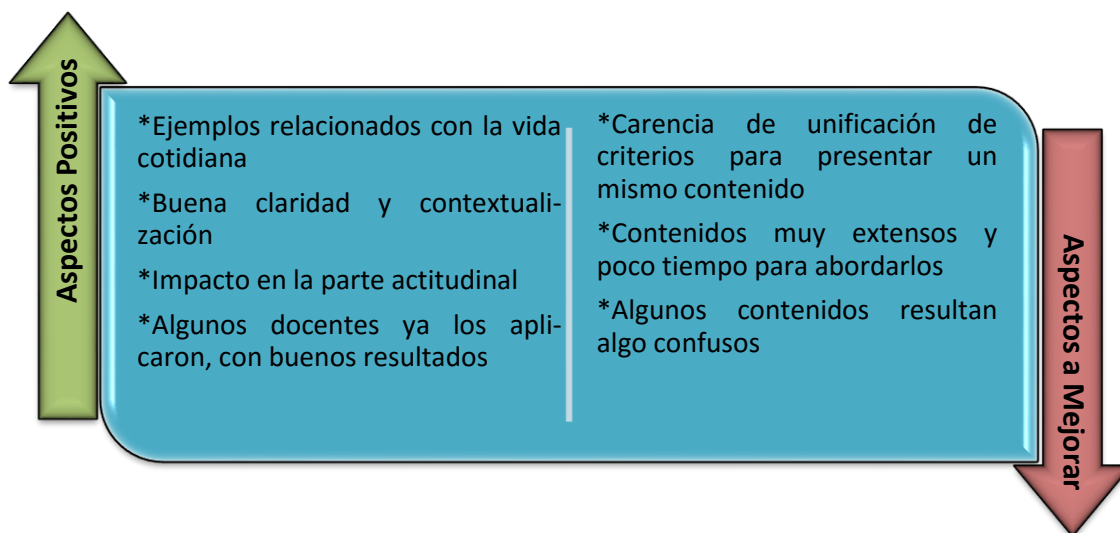 Aspectos Positivos
*Ejemplos relacionados con la vida
cotidiana
*Buena claridad y contextuali-
zación
*Impacto en la parte actitudinal
*Algunos docentes ya los apli-
caron, con buenos resultados
*Carencia de unificación de
criterios para presentar un
mismo contenido
*Contenidos muy extensos y
poco tiempo para abordarlos
*Algunos contenidos resultan
algo confusos
Aspectos a Mejorar